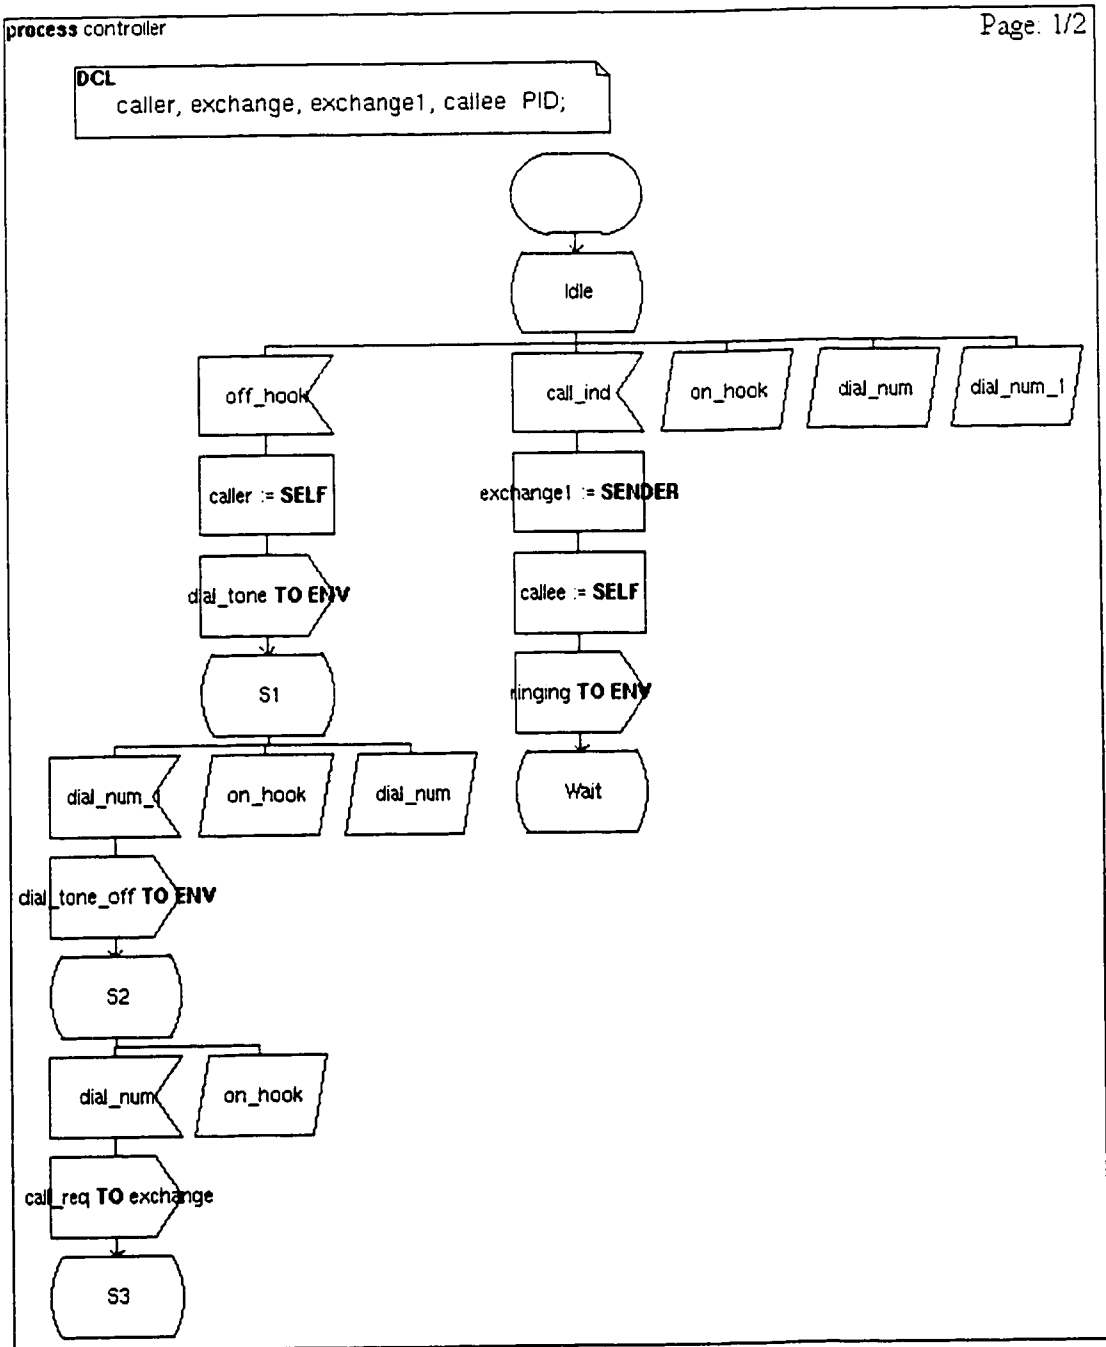 process controller
Page: 1/2
DCL
caller, exchange, exchange1, callee PID;
Idle
off_hook
call_ind
on_hook
dial_num
dial_num_1
caller := SELF
exchange1 := SENDER
dial_tone TO ENV
callee := SELF
S1
ringing TO ENV
dial_num_1
on_hook
dial_num
Wait
dial_tone_off TO ENV
S2
dial_num
on_hook
call_req TO exchange
S3